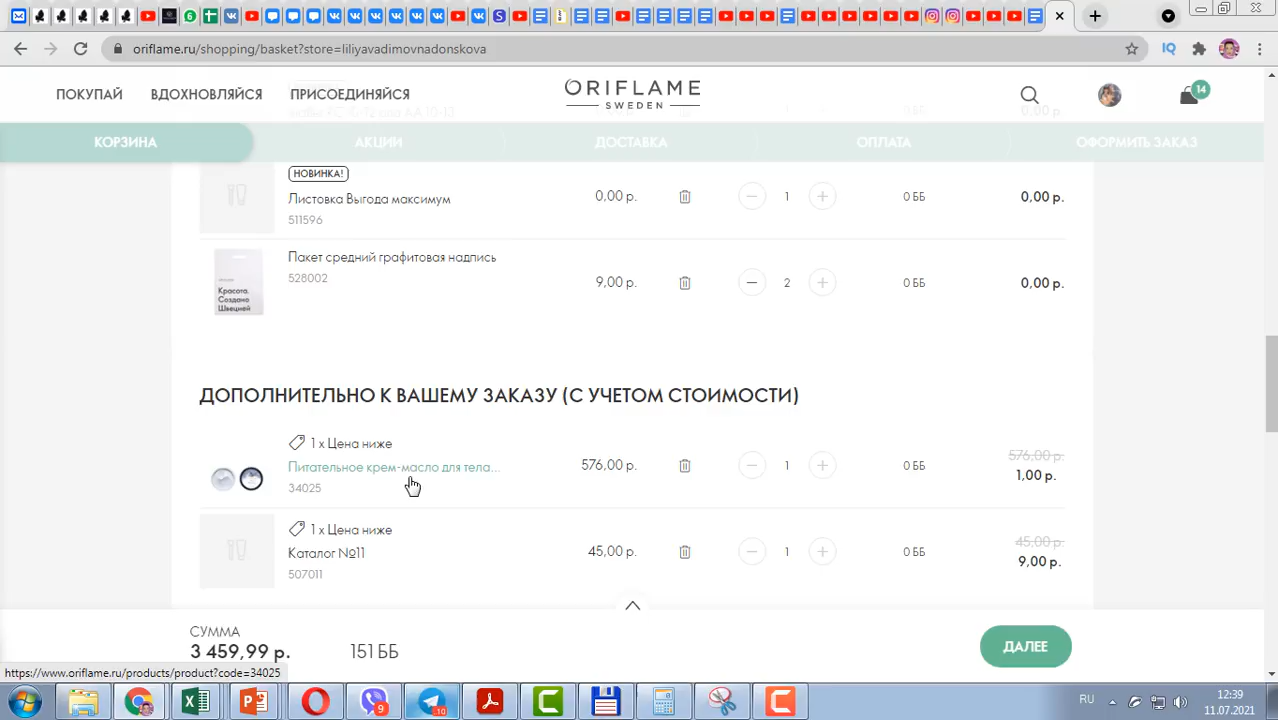 oriflame.ru/shopping/basket?store=liliyavadimovnadonskova
IQ
ПОКУПАЙ ВДОХНОВЛЯЙСЯ ПРИСОЕДИНЯЙСЯ
ORIFLAME
SWEDEN
14
КОРЗИНА АКЦИИ ДОСТАВКА ОПЛАТА ОФОРМИТЬ ЗАКАЗ
НОВИНКА!
Листовка Выгода максимум 0,00 р. 1 0 ББ 0,00 р.
511596
Пакет средний графитовая надпись
528002 9,00 р. 2 0 ББ 0,00 р.
Красота.
Создано
Швецией
ДОПОЛНИТЕЛЬНО К ВАШЕМУ ЗАКАЗУ (С УЧЕТОМ СТОИМОСТИ)
1 x Цена ниже 576,00 р.
Питательное крем-масло для тела... 576,00 р. 1 0 ББ 1,00 р.
34025
1 x Цена ниже 45,00 р.
Каталог №11 45,00 р. 1 0 ББ 9,00 р.
507011
СУММА
3 459,99 р. 151 ББ ДАЛЕЕ
https://www.oriflame.ru/products/product?code=34025
RU 12:39
11.07.2021